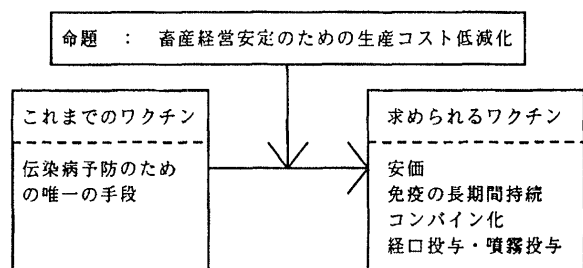 命題 : 畜産経営安定のための生産コスト低減化
これまでのワクチン
伝染病予防のため
の唯一の手段
求められるワクチン
安価
免疫の長期間持続
コンバイン化
経口投与・噴霧投与